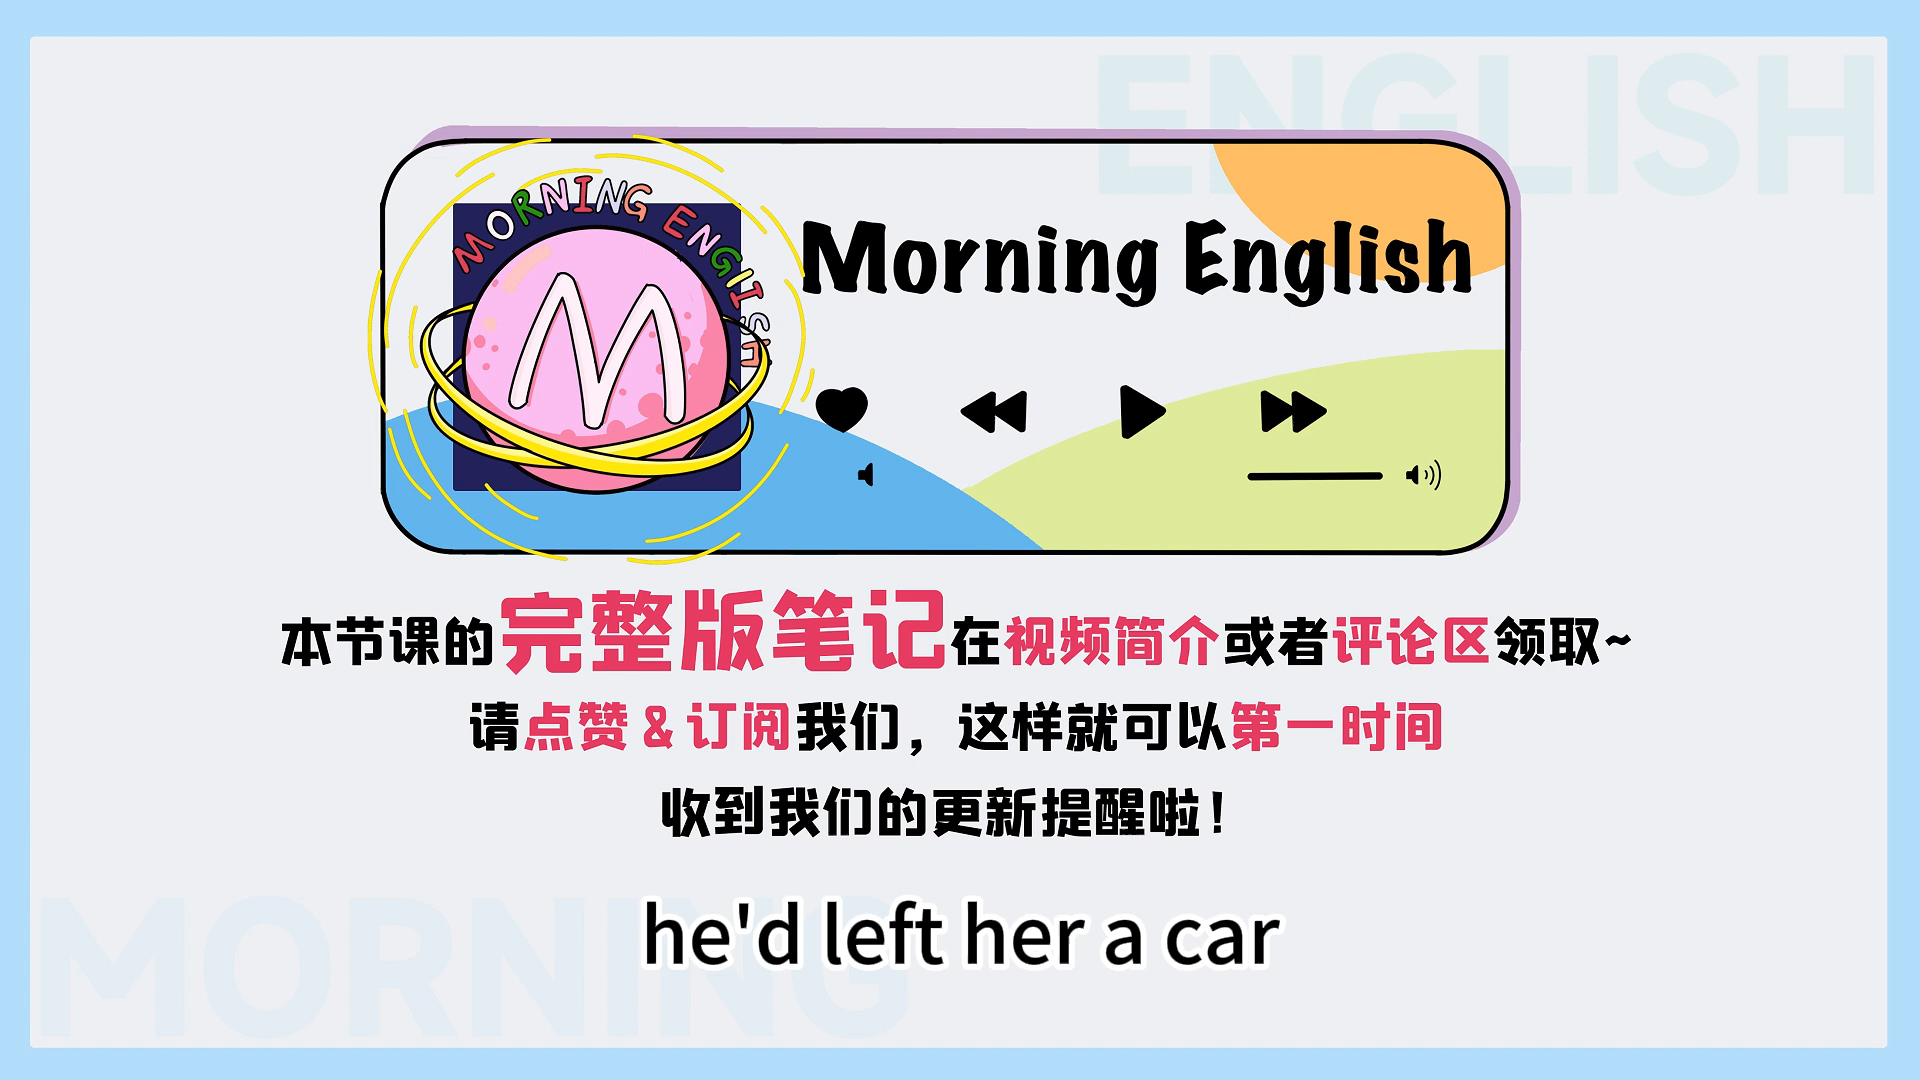 ENGLISH
MORNING ENGLISH
M
Morning English
本节课的完整版笔记在视频简介或者评论区领取~
请点赞&订阅我们，这样就可以第一时间
收到我们的更新提醒啦！
he'd left her a car
MORNING